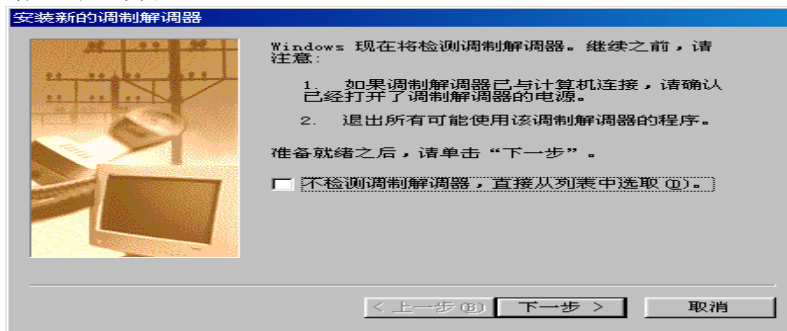 安装新的调制解调器
Windows 现在将检测调制解调器。继续之前，请
注意：
1. 如果调制解调器已与计算机连接，请确认
已经打开了调制解调器的电源。
2. 退出所有可能使用该调制解调器的程序。
准备就绪之后，请单击“下一步”。
不检测调制解调器，直接从列表中选取(D)。
< 上一步(B)
下一步 >
取消